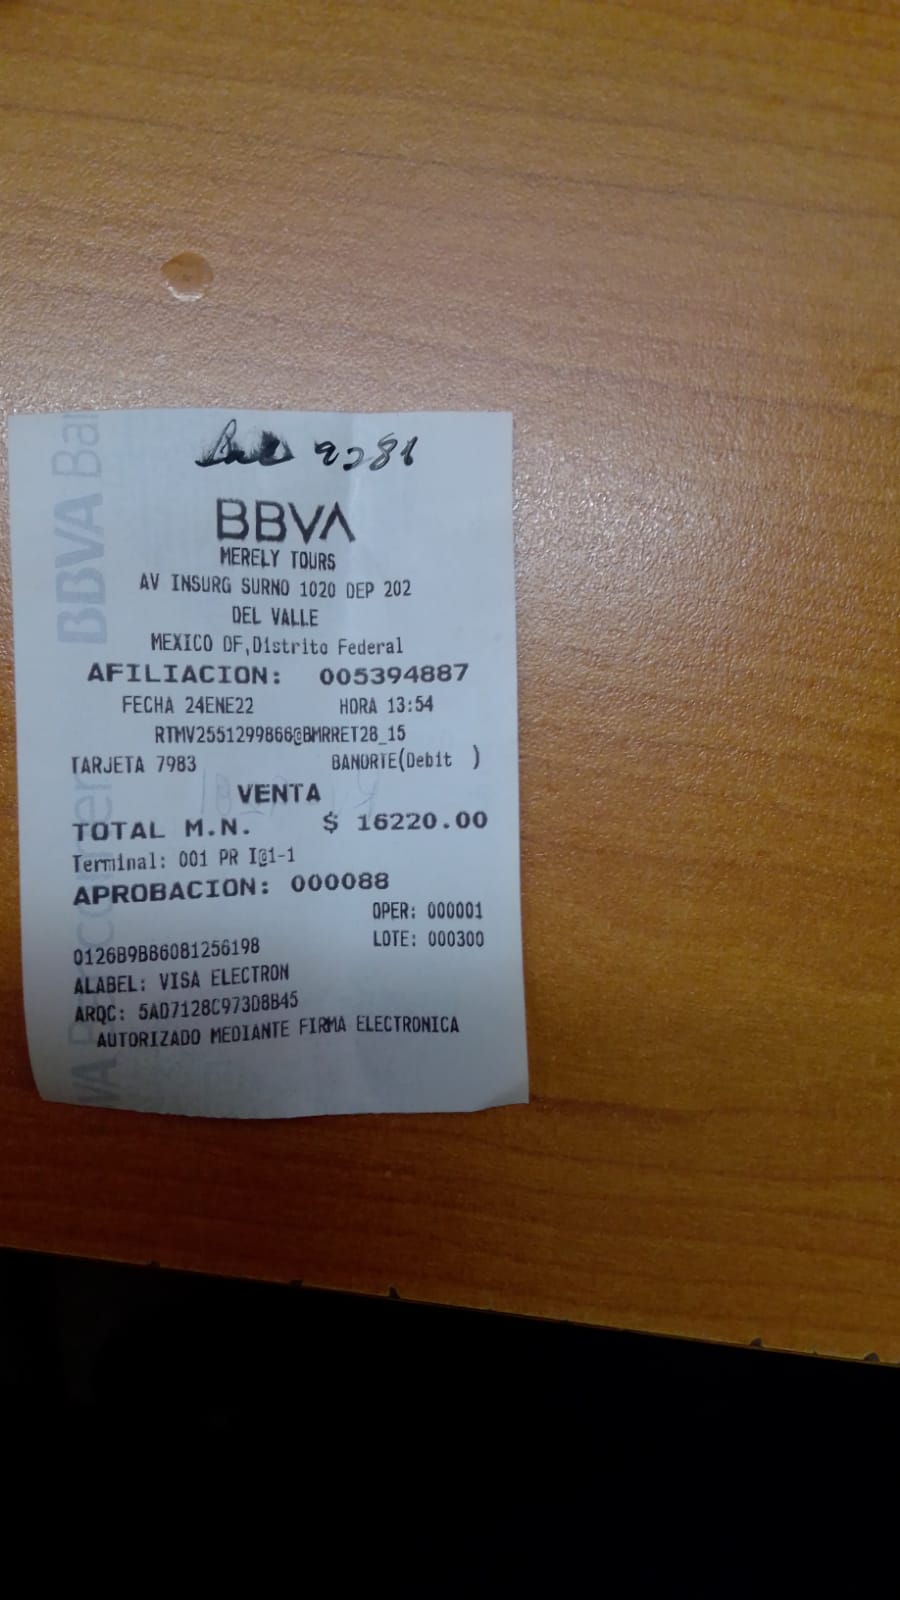 9281
BBVA
MERELY TOURS
AV INSURG SURNO 1020 DEP 202
DEL VALLE
MEXICO DF,Distrito Federal
AFILIACION: 005394887
FECHA 24ENE22 HORA 13:54
RTMV2551299866@BMRRET28_15
TARJETA 7983 BANORTE(Debit )
VENTA
TOTAL M.N. $ 16220.00
Terminal: 001 PR I@1-1
APROBACION: 000088
OPER: 000001
0126B9B86081256198 LOTE: 000300
ALABEL: VISA ELECTRON
ARQC: 5AD7128C973D8B45
AUTORIZADO MEDIANTE FIRMA ELECTRONICA
BBVA